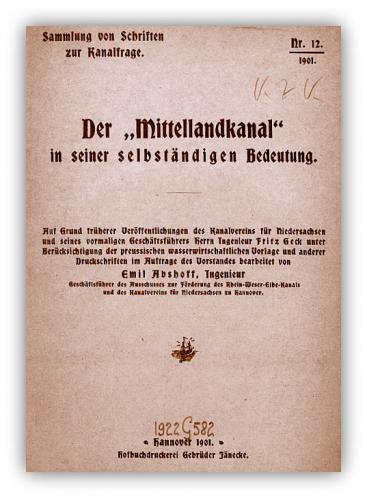 Sammlung von Schriften
zur Kanalfrage.
Nr. 12.
1901.
V. z V.
Der „Mittellandkanal“
in seiner selbständigen Bedeutung.
Auf Grund früherer Veröffentlichungen des Kanalvereins für Niedersachsen
und seines vormaligen Geschäftsführers Herrn Ingenieur Fritz Geck unter
Berücksichtigung der preussischen wasserwirtschaftlichen Vorlage und anderer
Druckschriften im Auftrage des Vorstandes bearbeitet von
Emil Abshoff, Ingenieur
Geschäftsführer des Ausschusses zur Förderung des Rhein-Weser-Elbe-Kanals
und des Kanalvereins für Niedersachsen zu Hannover.
1922 G 582
Hannover 1901.
Hofbuchdruckerei Gebrüder Jänecke.